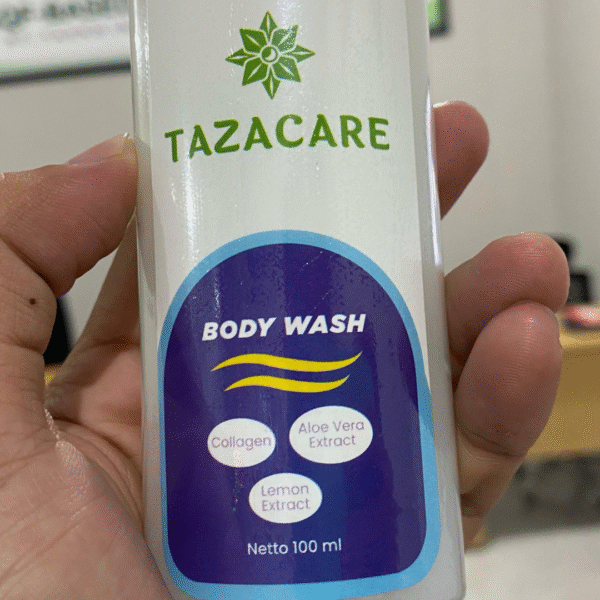 TAZACARE
BODY WASH
Collagen
Aloe Vera
Extract
Lemon
Extract
Netto 100 ml